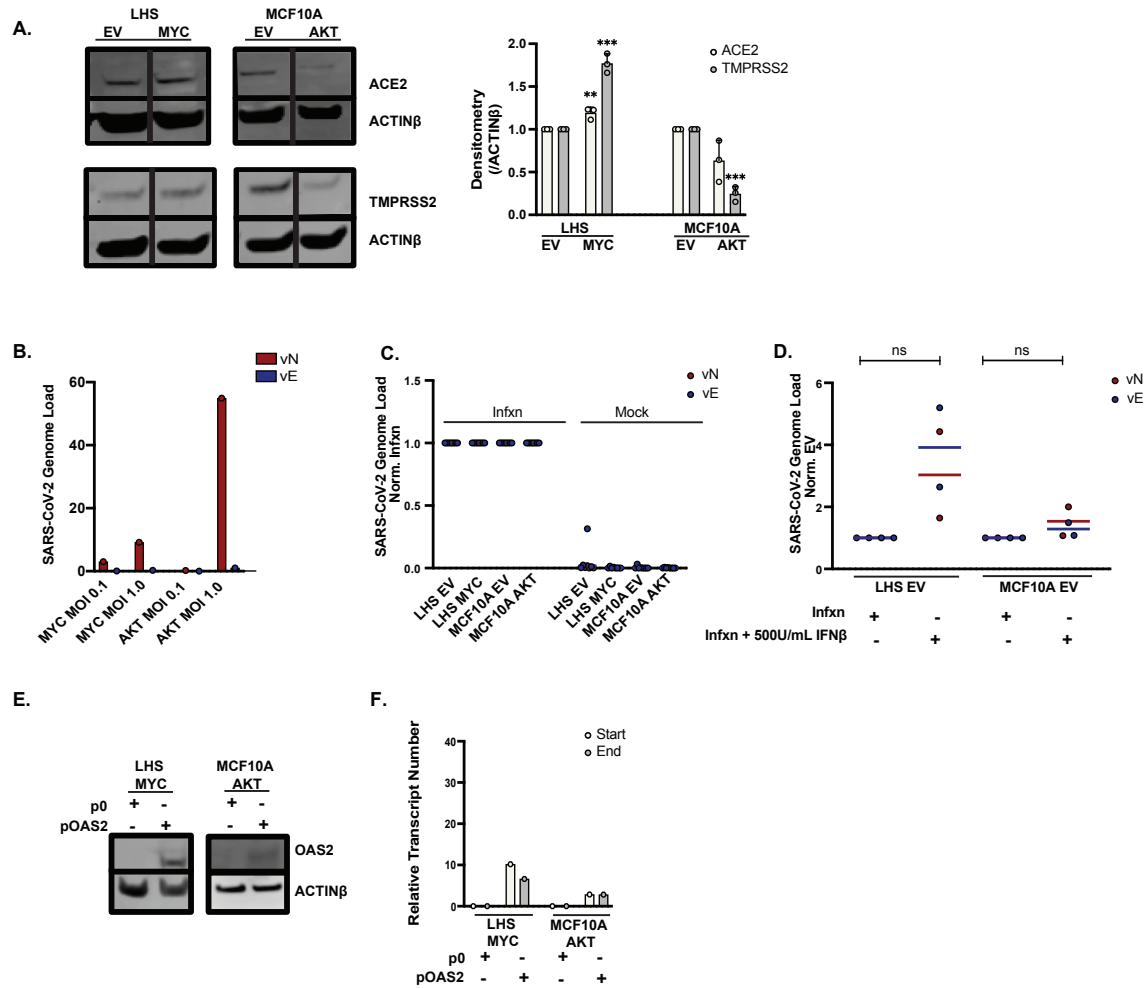 A.
LHS
MCF10A
EV MYC
EV AKT
ACE2
ACTINβ
TMPRSS2
ACTINβ
ACE2
TMPRSS2
Densitometry
(/ACTINβ)
2.0
1.5
1.0
0.5
0.0
** *** ***
LHS
MCF10A
EV MYC EV AKT
B.
vN
vE
SARS-CoV-2 Genome Load
60
40
20
0
MYC MOI 0.1
MYC MOI 1.0
AKT MOI 0.1
AKT MOI 1.0
C.
vN
vE
SARS-CoV-2 Genome Load
Norm. Infxn
1.5
1.0
0.5
0.0
Infxn
Mock
LHS EV
LHS MYC
MCF10A EV
MCF10A AKT
LHS EV
LHS MYC
MCF10A EV
MCF10A AKT
D.
ns
ns
vN
vE
SARS-CoV-2 Genome Load
Norm. EV
6
4
2
0
LHS EV
MCF10A EV
Infxn + - + -
Infxn + 500U/mL IFNβ - + - +
E.
LHS
MYC
MCF10A
AKT
p0 + - + -
pOAS2 - + - +
OAS2
ACTINβ
F.
Start
End
Relative Transcript Number
40
30
20
10
0
LHS
MYC
MCF10A
AKT
p0 + - + -
pOAS2 - + - +